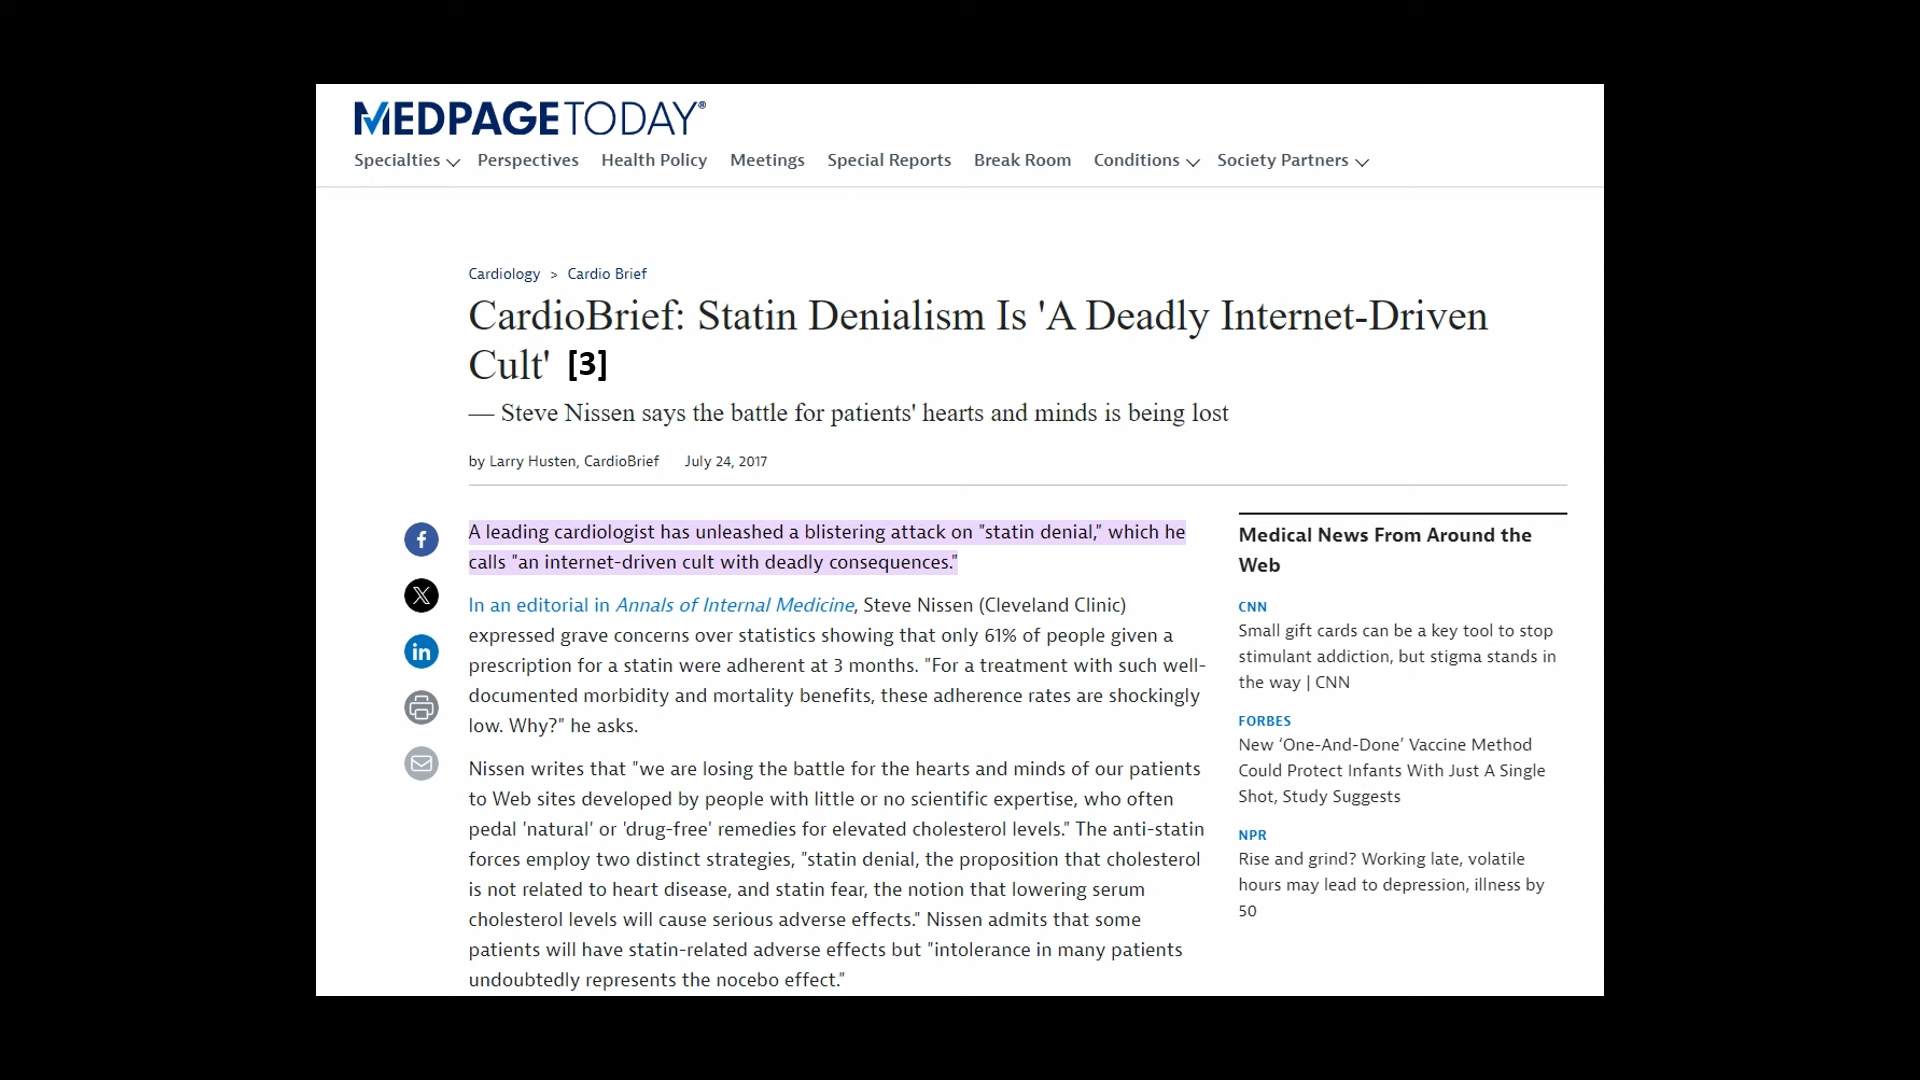 MEDPAGE TODAY®
Specialties Perspectives Health Policy Meetings Special Reports Break Room Conditions Society Partners
Cardiology > Cardio Brief
CardioBrief: Statin Denialism Is 'A Deadly Internet-Driven
Cult' [3]
— Steve Nissen says the battle for patients' hearts and minds is being lost
by Larry Husten, CardioBrief July 24, 2017
A leading cardiologist has unleashed a blistering attack on "statin denial," which he
calls "an internet-driven cult with deadly consequences."
In an editorial in Annals of Internal Medicine, Steve Nissen (Cleveland Clinic)
expressed grave concerns over statistics showing that only 61% of people given a
prescription for a statin were adherent at 3 months. "For a treatment with such well-
documented morbidity and mortality benefits, these adherence rates are shockingly
low. Why?" he asks.
Nissen writes that "we are losing the battle for the hearts and minds of our patients
to Web sites developed by people with little or no scientific expertise, who often
pedal 'natural' or 'drug-free' remedies for elevated cholesterol levels." The anti-statin
forces employ two distinct strategies, "statin denial, the proposition that cholesterol
is not related to heart disease, and statin fear, the notion that lowering serum
cholesterol levels will cause serious adverse effects." Nissen admits that some
patients will have statin-related adverse effects but "intolerance in many patients
undoubtedly represents the nocebo effect."
Medical News From Around the
Web
CNN
Small gift cards can be a key tool to stop
stimulant addiction, but stigma stands in
the way | CNN
FORBES
New ‘One-And-Done’ Vaccine Method
Could Protect Infants With Just A Single
Shot, Study Suggests
NPR
Rise and grind? Working late, volatile
hours may lead to depression, illness by
50